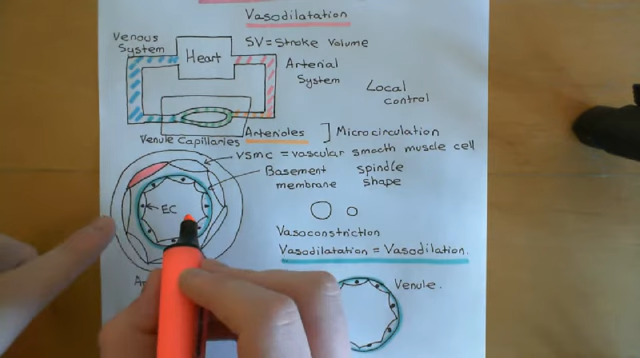 Vasodilatation
Venous
System
Heart
SV = Stroke Volume
Arterial
System
Local
control
Venule Capillaries Arterioles ] Microcirculation
VSMC = vascular smooth muscle cell
Basement
membrane
spindle
shape
EC
Vasoconstriction
Vasodilatation = Vasodilation.
Venule.